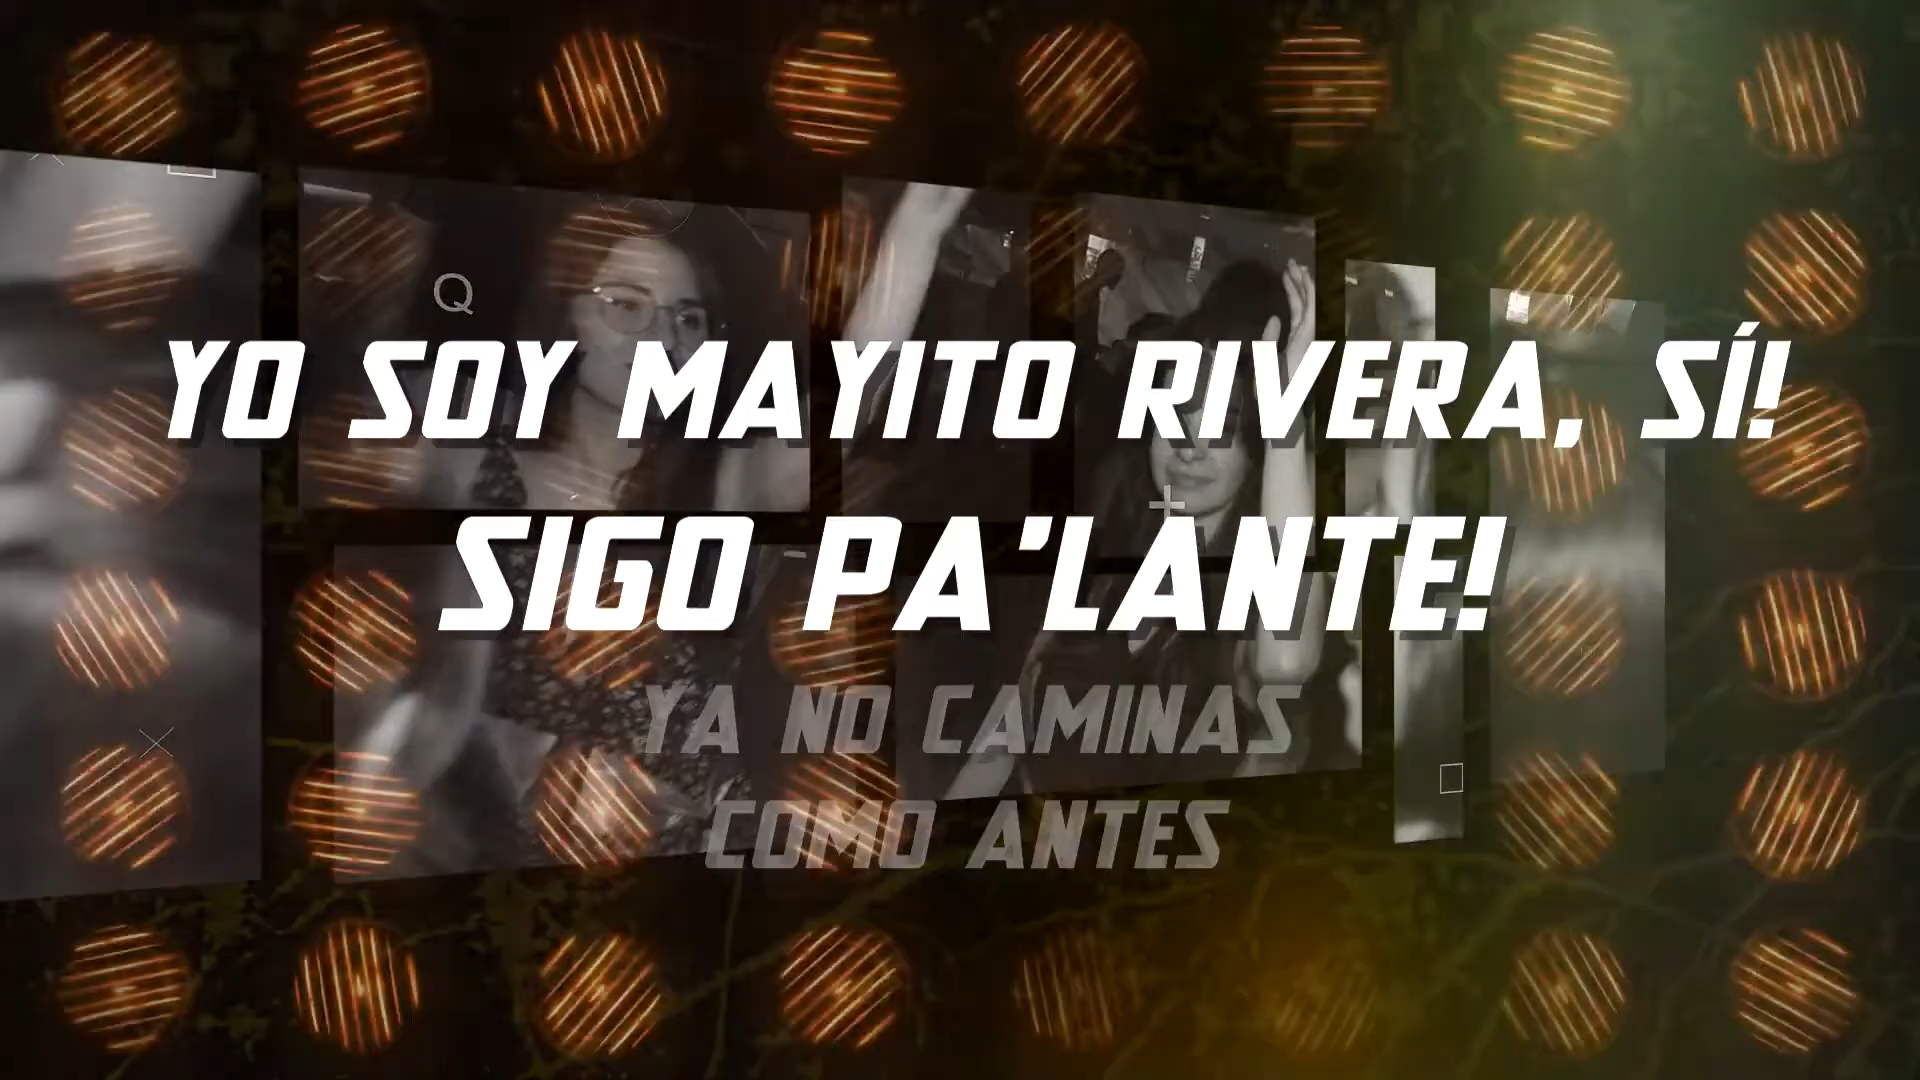 Q
YO SOY MAYITO RIVERA, SÍ!
SIGO PA'LANTE!
YA NO CAMINAS
COMO ANTES